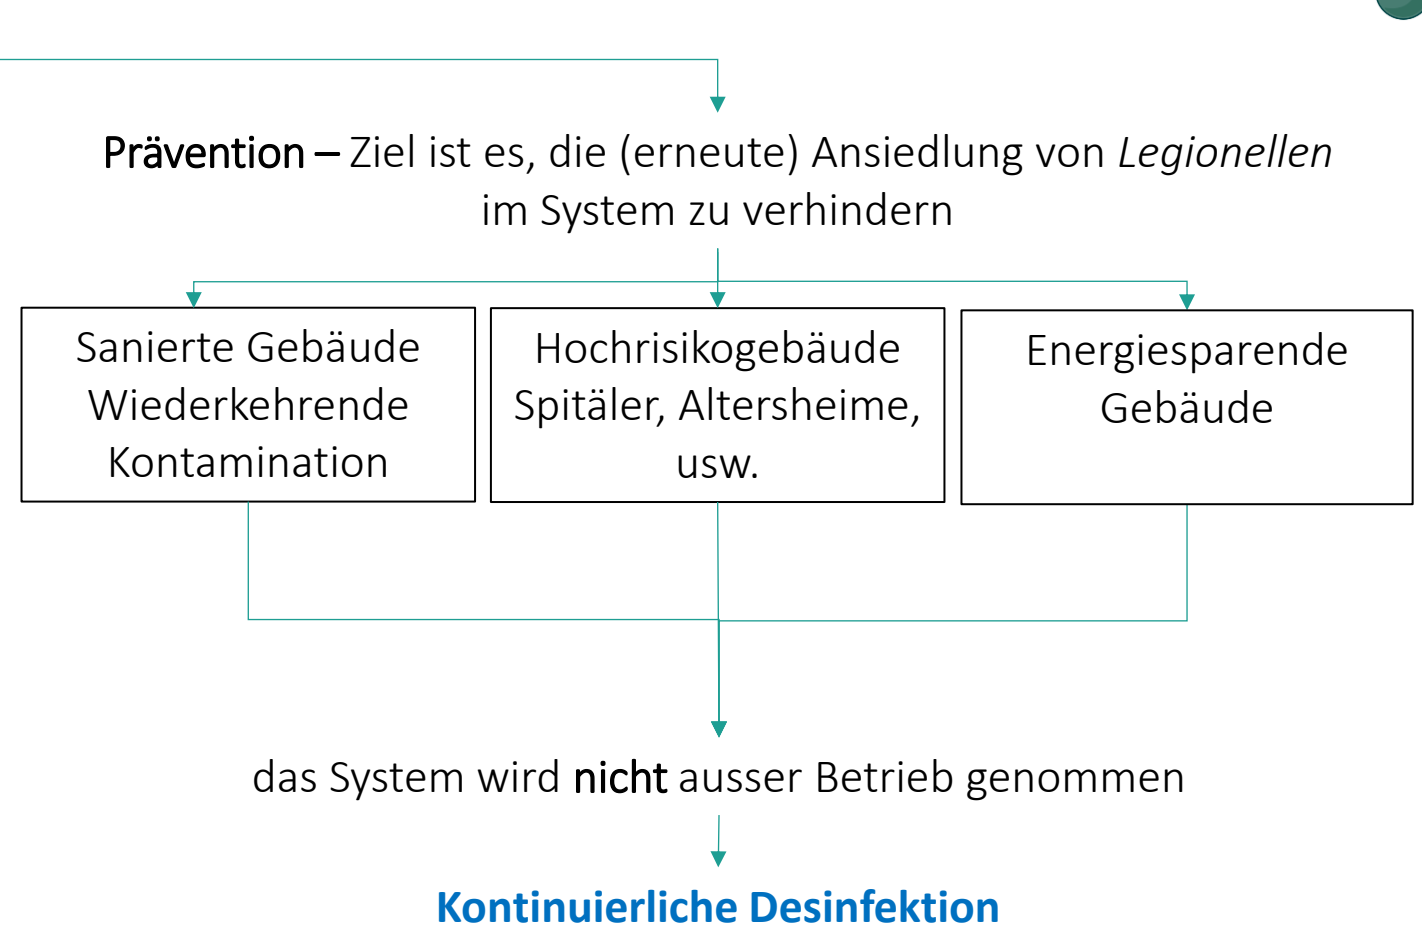 Prävention – Ziel ist es, die (erneute) Ansiedlung von Legionellen
im System zu verhindern
Sanierte Gebäude
Wiederkehrende
Kontamination
Hochrisikogebäude
Spitäler, Altersheime,
usw.
Energiesparende
Gebäude
das System wird nicht ausser Betrieb genommen
Kontinuierliche Desinfektion